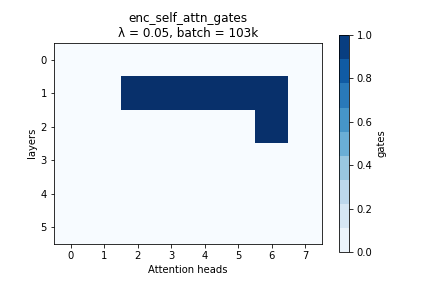 enc_self_attn_gates
λ = 0.05, batch = 103k
layers
0
1
2
3
4
5
0 1 2 3 4 5 6 7
Attention heads
1.0
0.8
0.6
0.4
0.2
0.0
gates